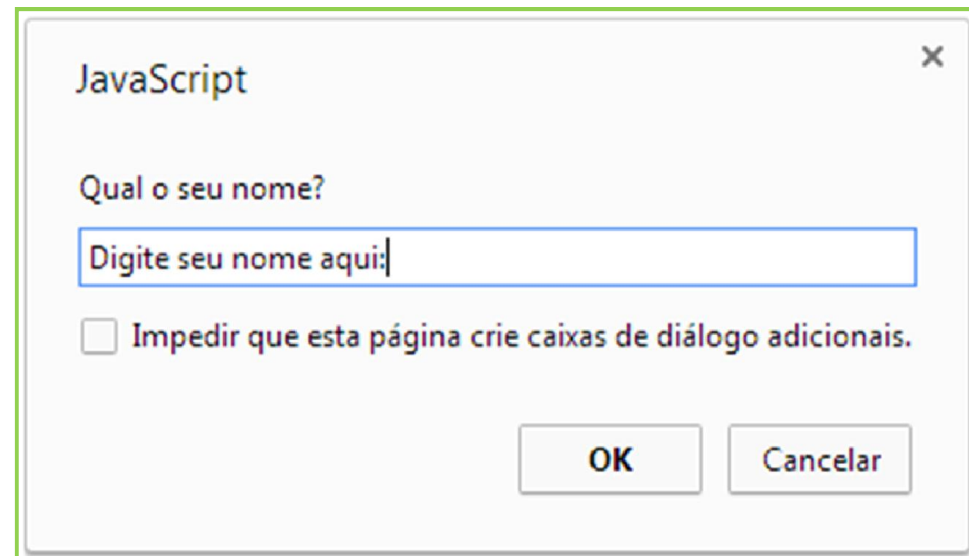 JavaScript
Qual o seu nome?
Digite seu nome aqui:
Impedir que esta página crie caixas de diálogo adicionais.
OK Cancelar